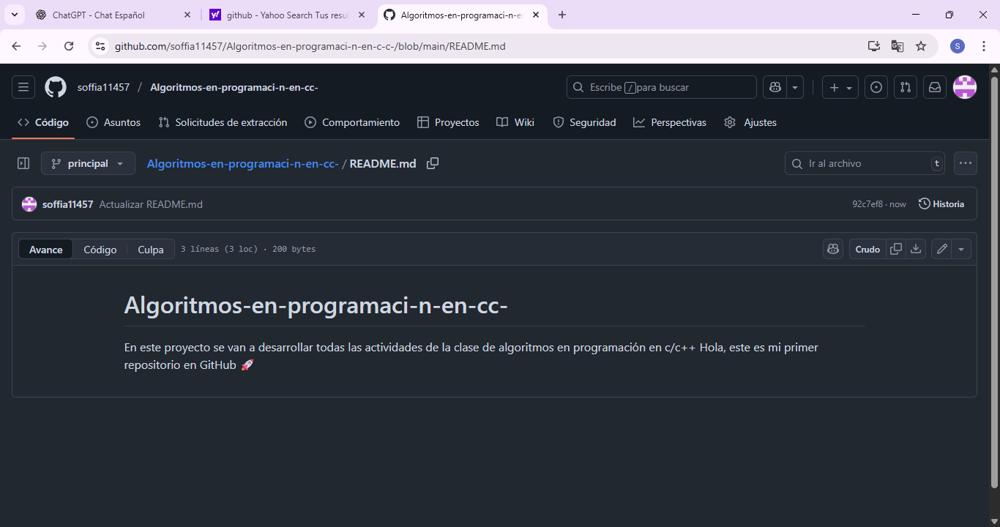 ChatGPT - Chat Español
github - Yahoo Search Tus resul
Algoritmos-en-programaci-n-e
github.com/soffia11457/Algoritmos-en-programaci-n-en-c-c-/blob/main/README.md
S
soffia11457 / Algoritmos-en-programaci-n-en-cc-
Escribe / para buscar
Código Asuntos Solicitudes de extracción Comportamiento Proyectos Wiki Seguridad Perspectivas Ajustes
principal
Algoritmos-en-programaci-n-en-cc- / README.md
Ir al archivo t
soffia11457 Actualizar README.md
92c7ef8 · now Historia
Avance Código Culpa 3 líneas (3 loc) · 200 bytes
Crudo
Algoritmos-en-programaci-n-en-cc-
En este proyecto se van a desarrollar todas las actividades de la clase de algoritmos en programación en c/c++ Hola, este es mi primer
repositorio en GitHub 🚀